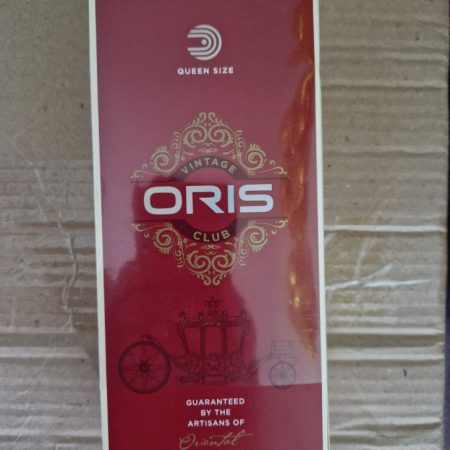 QUEEN SIZE
VINTAGE
ORIS
CLUB
GUARANTEED
BY THE
ARTISANS OF
Oriental